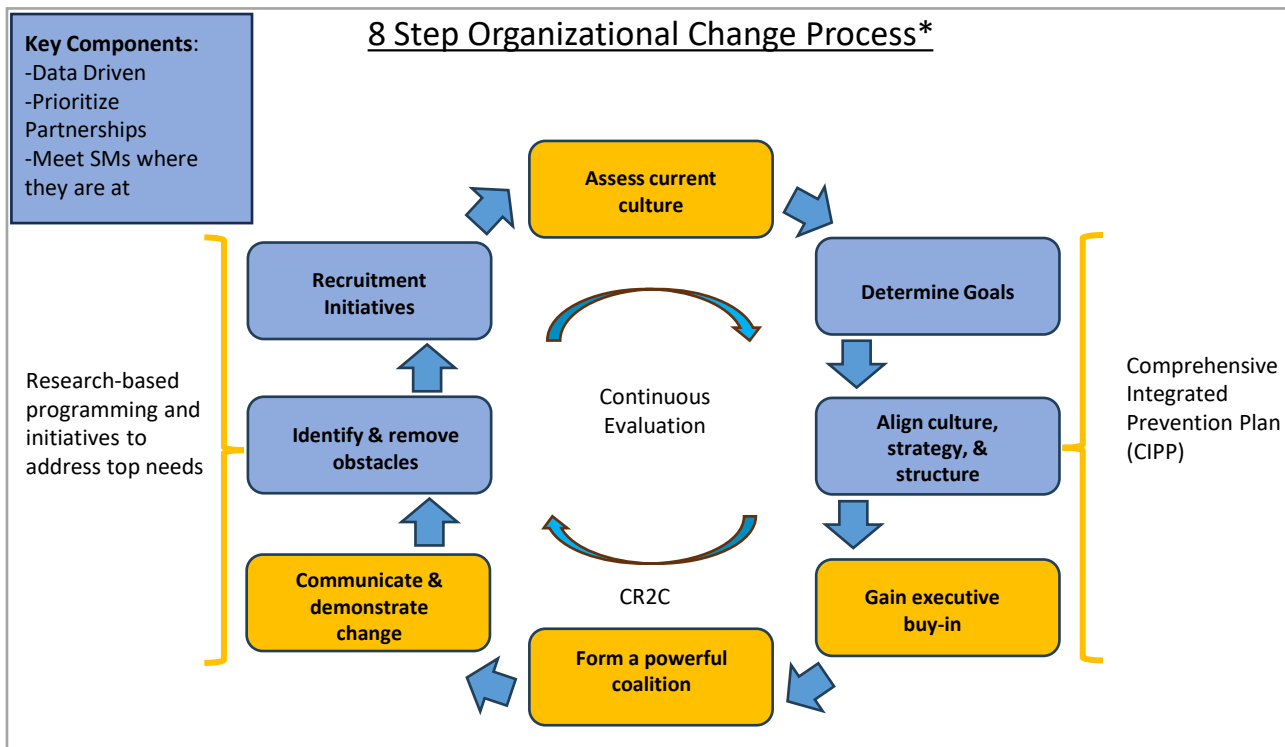 8 Step Organizational Change Process*
Key Components:
-Data Driven
-Prioritize
Partnerships
-Meet SMs where
they are at
Assess current
culture
Determine Goals
Align culture,
strategy, &
structure
Gain executive
buy-in
Form a powerful
coalition
Communicate &
demonstrate
change
Identify & remove
obstacles
Recruitment
Initiatives
Continuous
Evaluation
CR2C
Research-based
programming and
initiatives to
address top needs
Comprehensive
Integrated
Prevention Plan
(CIPP)